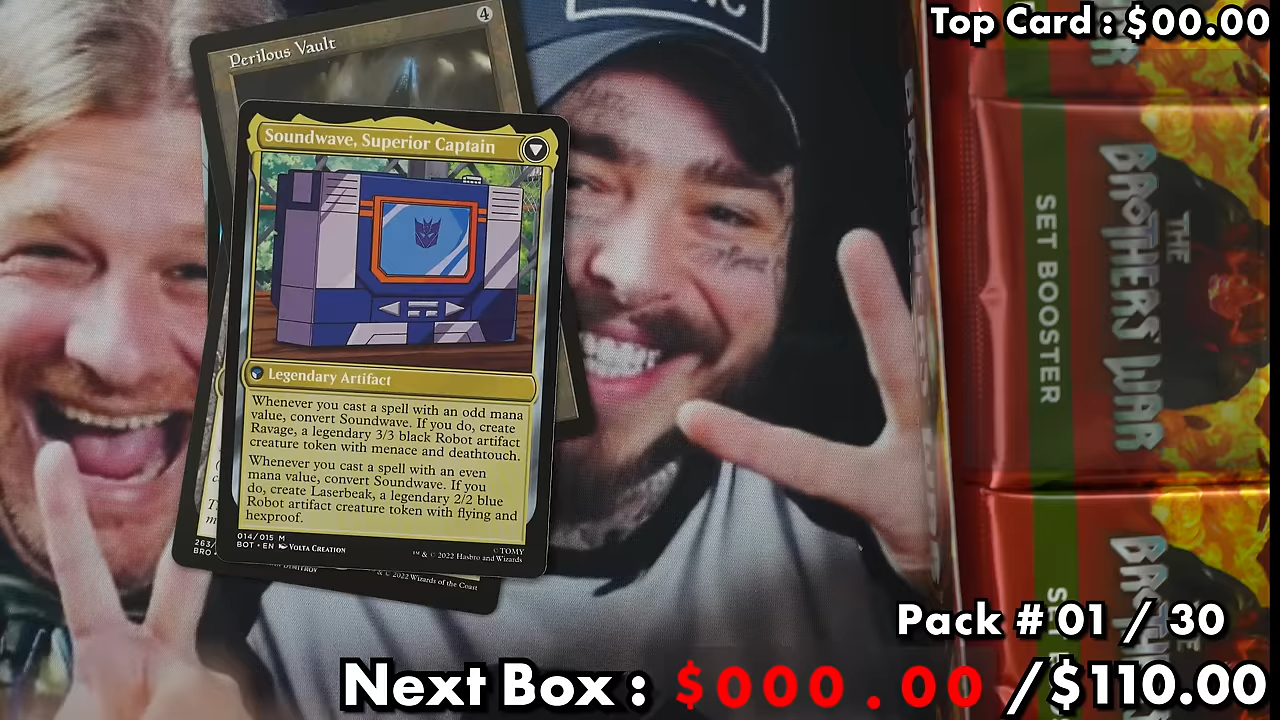 Top Card : $00.00
Perilous Vault
4
Soundwave, Superior Captain
Legendary Artifact
Whenever you cast a spell with an odd mana
value, convert Soundwave. If you do, create
Ravage, a legendary 3/3 black Robot artifact
creature token with menace and deathtouch.
Whenever you cast a spell with an even
mana value, convert Soundwave. If you
do, create Laserbeak, a legendary 2/2 blue
Robot artifact creature token with flying and
hexproof.
014/015 M
BOT • EN VOLTA CREATION
© TOMY
™ & © 2022 Hasbro and Wizards
263/
BRO
DIMITROV
& © 2022 Wizards of the Coast
SET BOOSTER
THE
BROTHERS' WAR
Pack # 01 / 30
Next Box : $000.00 /$110.00